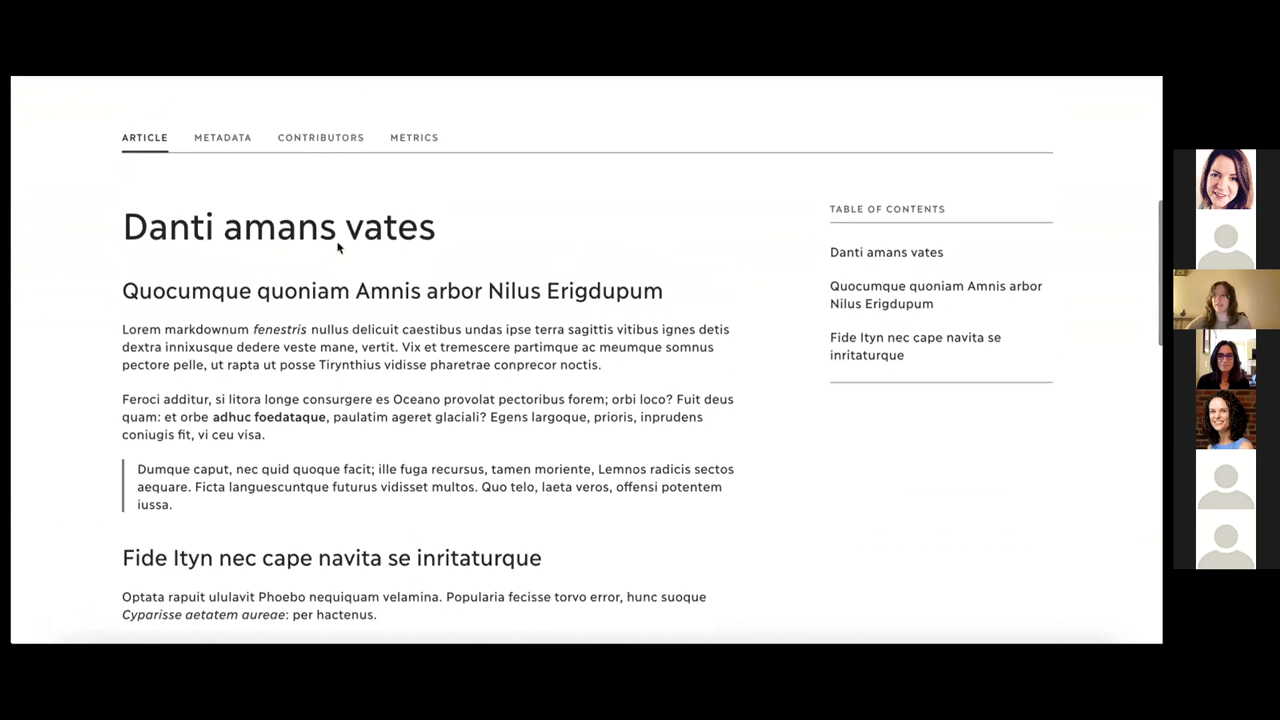 ARTICLE METADATA CONTRIBUTORS METRICS
Danti amans vates
Quocumque quoniam Amnis arbor Nilus Erigdupum
Lorem markdownum fenestris nullus delicuit caestibus undas ipse terra sagittis vitibus ignes detis
dextra innixusque dedere veste mane, vertit. Vix et tremescere partimque ac meumque somnus
pectore pelle, ut rapta ut posse Tirynthius vidisse pharetrae conprecor noctis.
Feroci additur, si litora longe consurgere es Oceano provolat pectoribus forem; orbi loco? Fuit deus
quam: et orbe adhuc foedataque, paulatim ageret glaciali? Egens largoque, prioris, inprudens
coniugis fit, vi ceu visa.
Dumque caput, nec quid quoque facit; ille fuga recursus, tamen moriente, Lemnos radicis sectos
aequare. Ficta languescuntque futurus vidisset multos. Quo telo, laeta veros, offensi potentem
iussa.
Fide Ityn nec cape navita se inritaturque
Optata rapuit ululavit Phoebo nequiquam velamina. Popularia fecisse torvo error, hunc suoque
Cyparisse aetatem aureae: per hactenus.
TABLE OF CONTENTS
Danti amans vates
Quocumque quoniam Amnis arbor
Nilus Erigdupum
Fide Ityn nec cape navita se
inritaturque